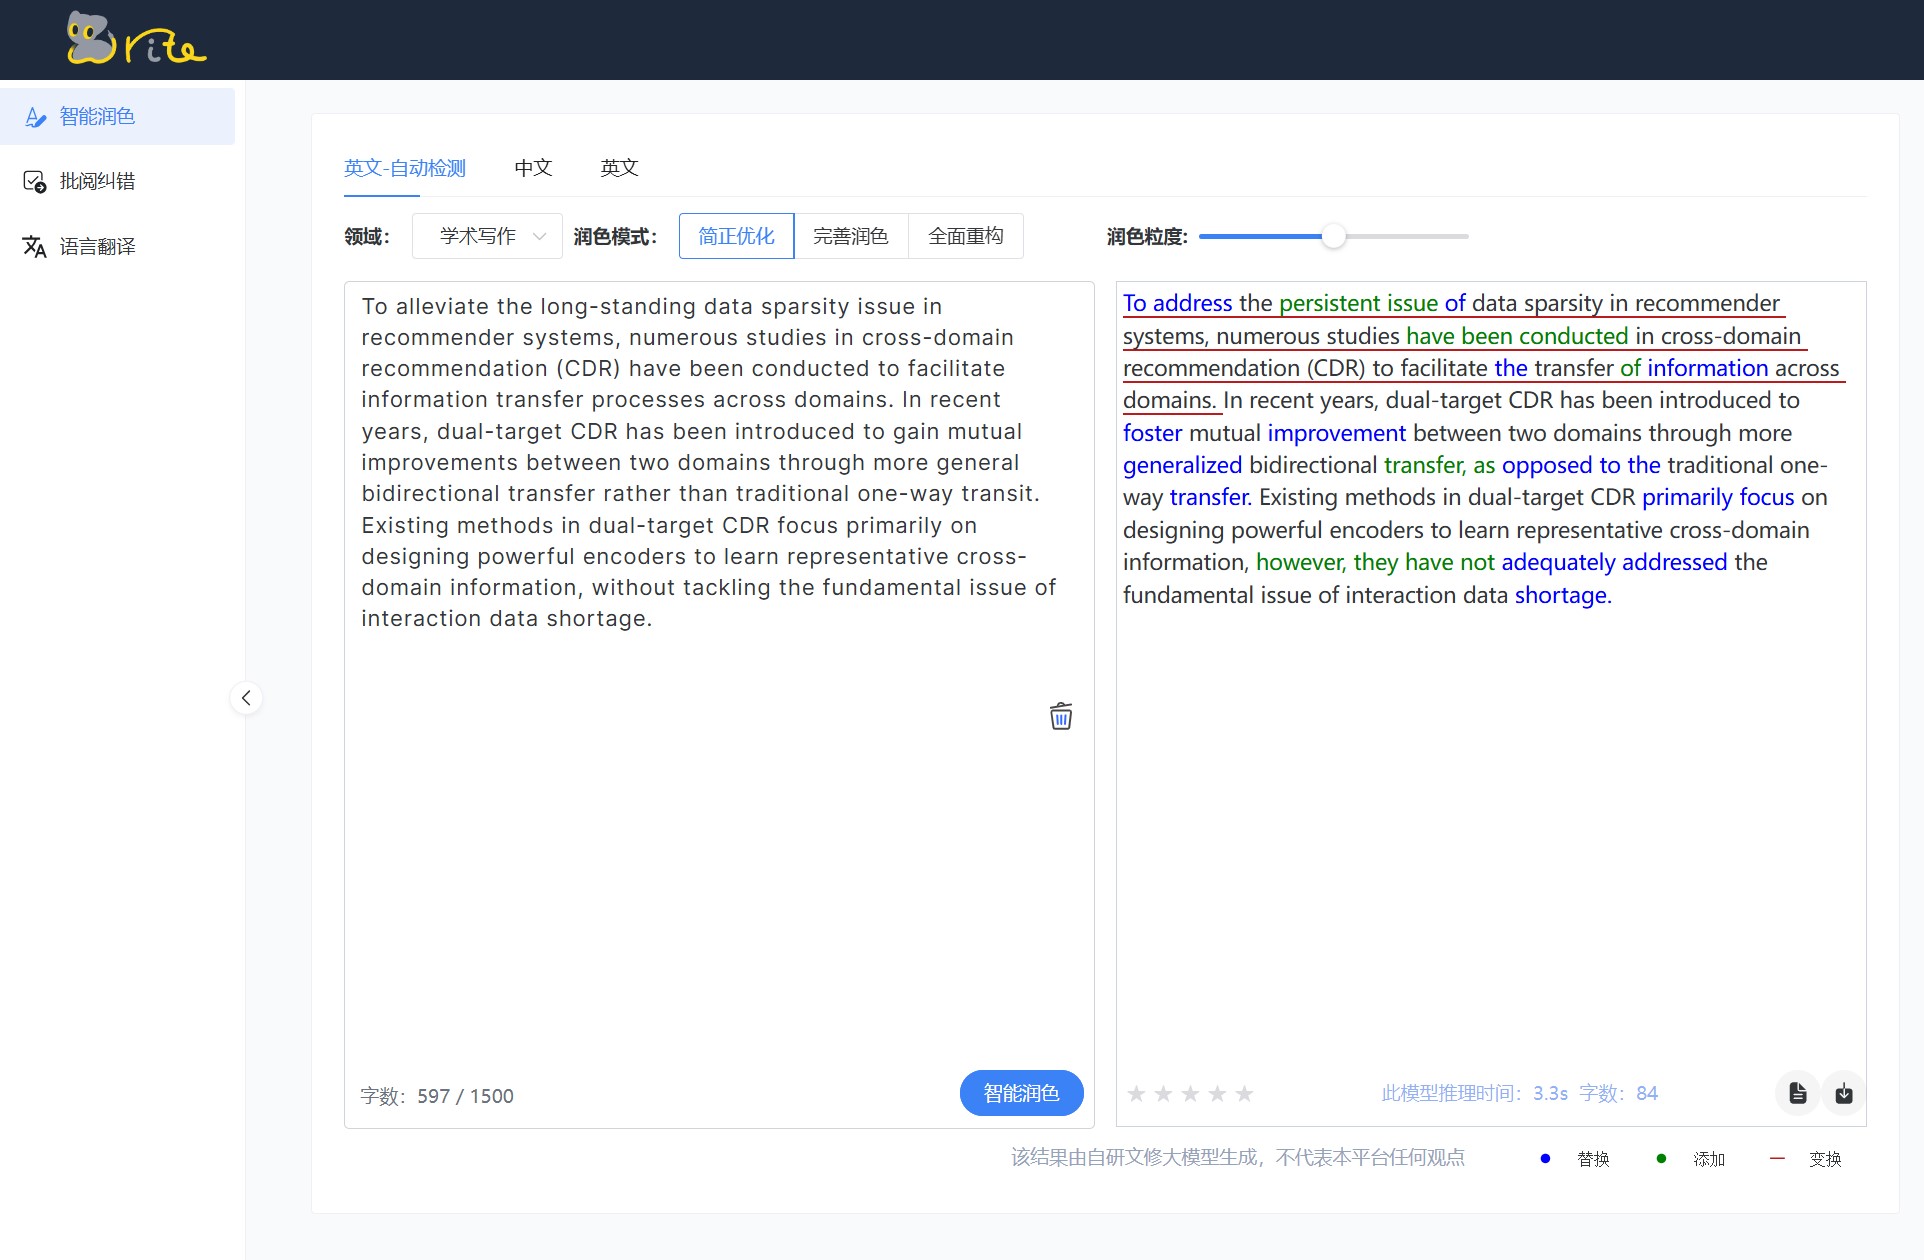 Brite
智能润色
批阅纠错
语言翻译
英文-自动检测 中文 英文
领域： 学术写作 润色模式： 简正优化 完善润色 全面重构 润色粒度:
To alleviate the long-standing data sparsity issue in
recommender systems, numerous studies in cross-domain
recommendation (CDR) have been conducted to facilitate
information transfer processes across domains. In recent
years, dual-target CDR has been introduced to gain mutual
improvements between two domains through more general
bidirectional transfer rather than traditional one-way transit.
Existing methods in dual-target CDR focus primarily on
designing powerful encoders to learn representative cross-
domain information, without tackling the fundamental issue of
interaction data shortage.
字数：597 / 1500
智能润色
To address the persistent issue of data sparsity in recommender
systems, numerous studies have been conducted in cross-domain
recommendation (CDR) to facilitate the transfer of information across
domains. In recent years, dual-target CDR has been introduced to
foster mutual improvement between two domains through more
generalized bidirectional transfer, as opposed to the traditional one-
way transfer. Existing methods in dual-target CDR primarily focus on
designing powerful encoders to learn representative cross-domain
information, however, they have not adequately addressed the
fundamental issue of interaction data shortage.
此模型推理时间：3.3s 字数：84
该结果由自研文修大模型生成，不代表本平台任何观点
替换 添加 变换